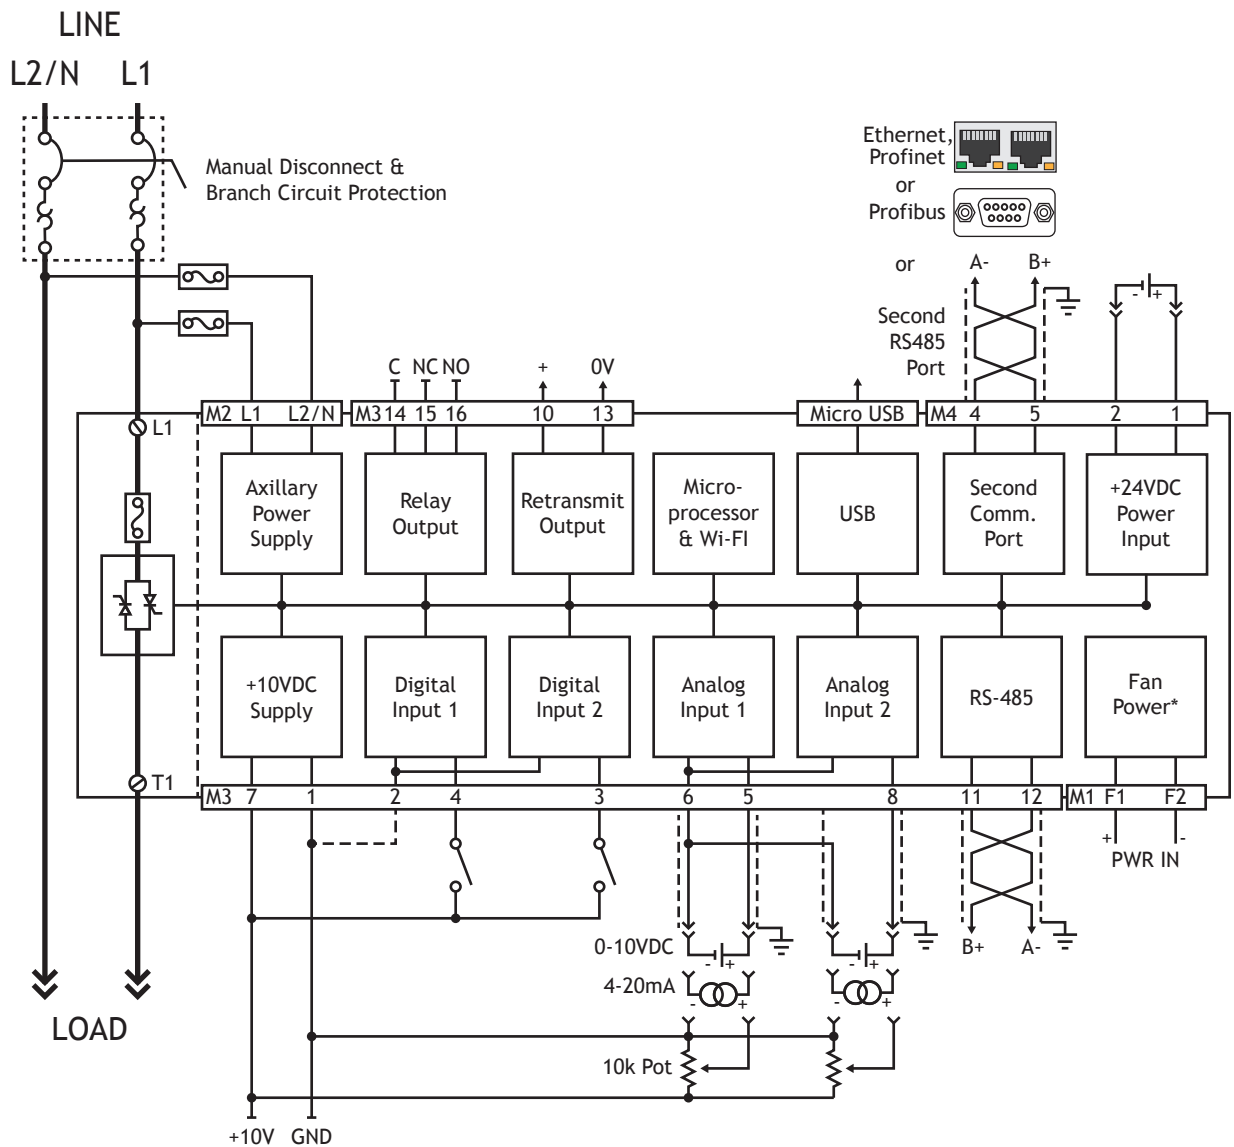 LINE
L2/N L1
Manual Disconnect &
Branch Circuit Protection
Ethernet,
Profinet
or
Profibus
or
A- B+
Second
RS485
Port
- +
C NC NO
+ 0V
M2 L1 L2/N
M3 14 15 16 10 13
Micro USB
M4 4 5 2 1
L1
Axillary
Power
Supply
Relay
Output
Retransmit
Output
Micro-
processor
& Wi-FI
USB
Second
Comm.
Port
+24VDC
Power
Input
+10VDC
Supply
Digital
Input 1
Digital
Input 2
Analog
Input 1
Analog
Input 2
RS-485
Fan
Power*
T1
M3 7 1 2 4 3 6 5 8 11 12
M1 F1 F2
+ -
PWR IN
0-10VDC
- +
- +
B+ A-
4-20mA
- +
- +
LOAD
10k Pot
+10V GND